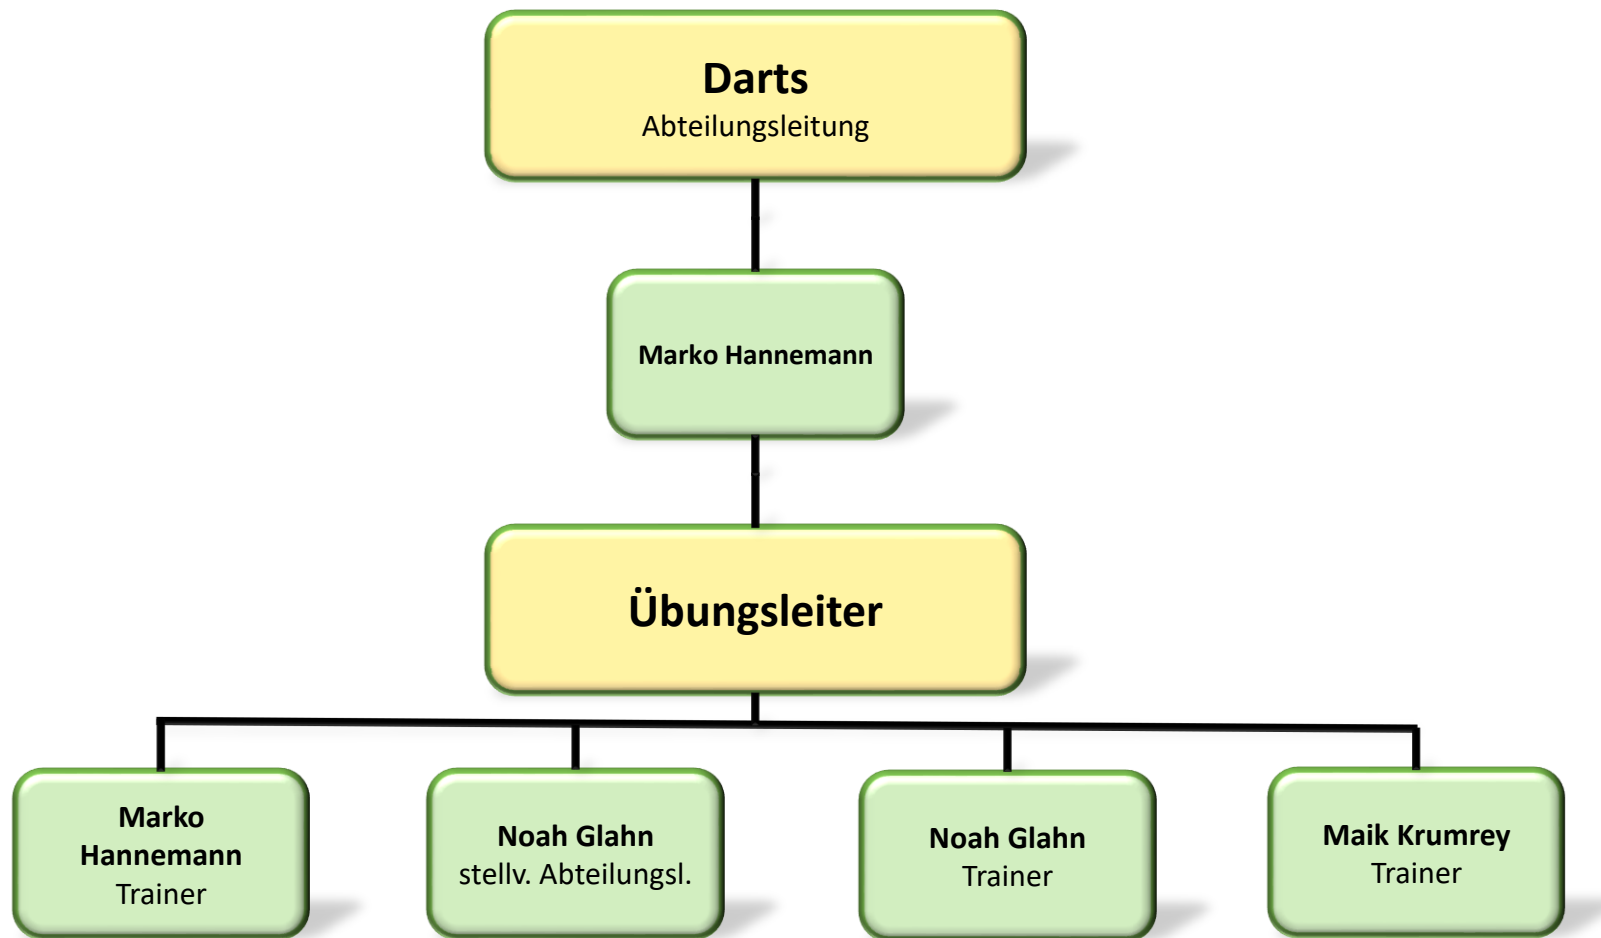 Darts
Abteilungsleitung
Marko Hannemann
Übungsleiter
Marko
Hannemann
Trainer
Noah Glahn
stellv. Abteilungsl.
Noah Glahn
Trainer
Maik Krumrey
Trainer